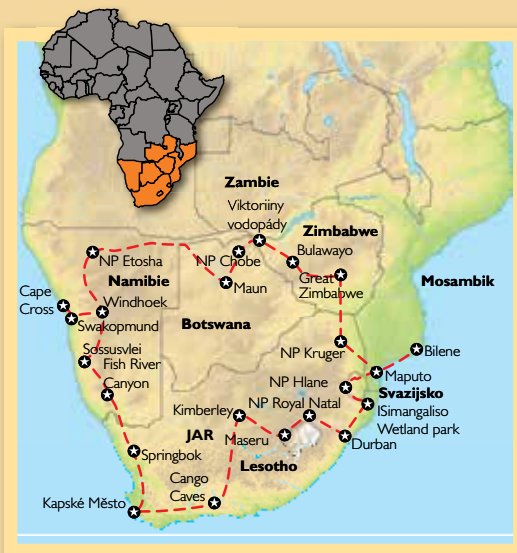 Zambie
Viktoriiny
vodopády
Zimbabwe
Bulawayo
NP Etosha
NP Chobe
Great
Zimbabwe
Mosambik
Namibie
Maun
Cape
Cross
Windhoek
Swakopmund
Botswana
Sossusvlei
Fish River
Canyon
NP Kruger
Bilene
Maputo
NP Hlane
Svazijsko
Kimberley
NP Royal Natal
ISimangaliso
Wetland park
JAR
Maseru
Durban
Springbok
Lesotho
Cango
Caves
Kapské Město